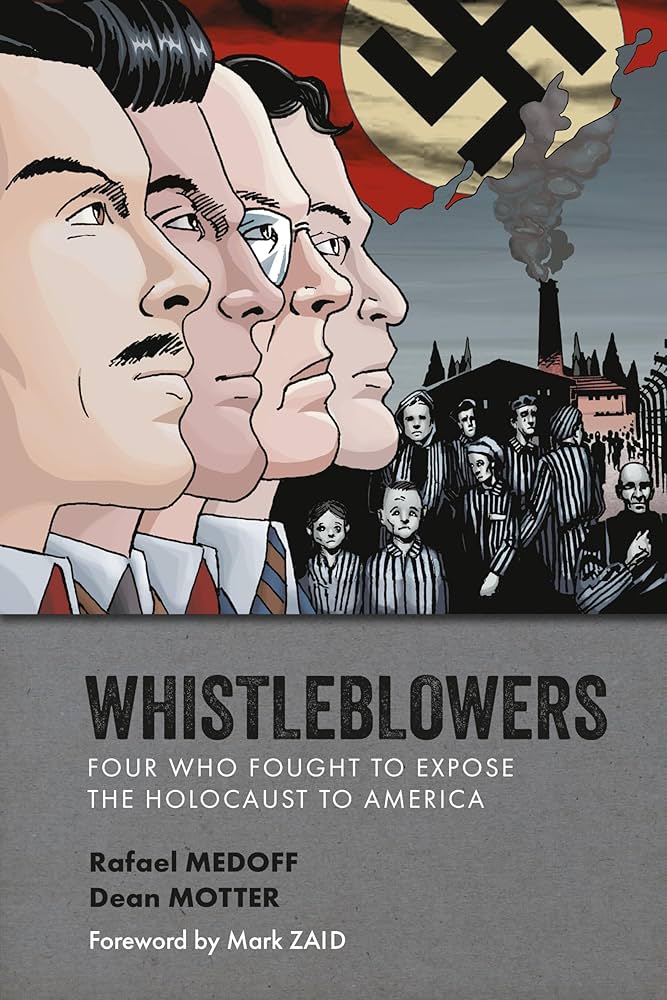 WHISTLEBLOWERS
FOUR WHO FOUGHT TO EXPOSE
THE HOLOCAUST TO AMERICA
Rafael MEDOFF
Dean MOTTER
Foreword by Mark ZAID